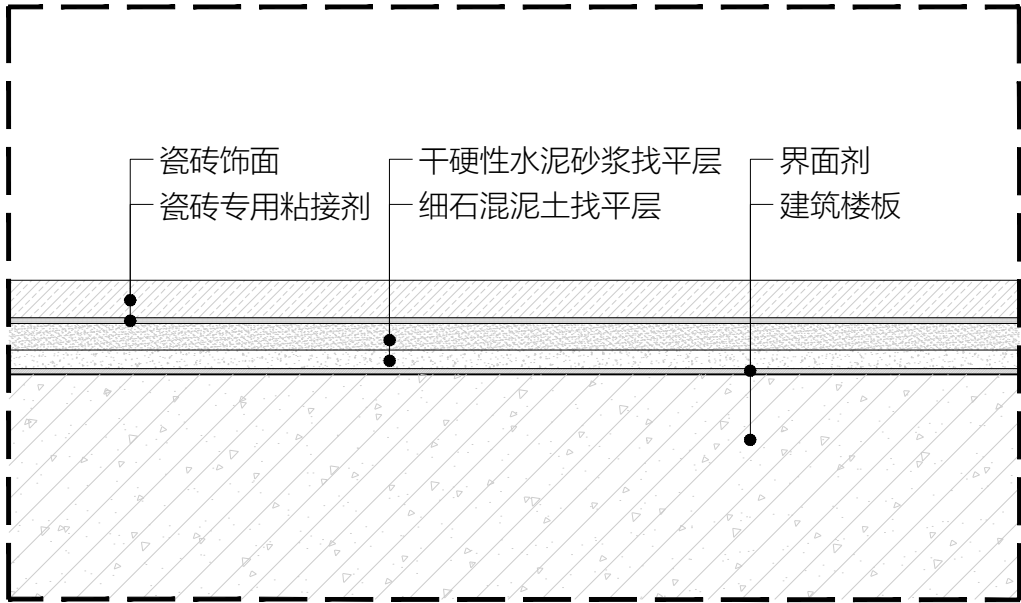 瓷砖饰面
瓷砖专用粘接剂
干硬性水泥砂浆找平层
细石混泥土找平层
界面剂
建筑楼板